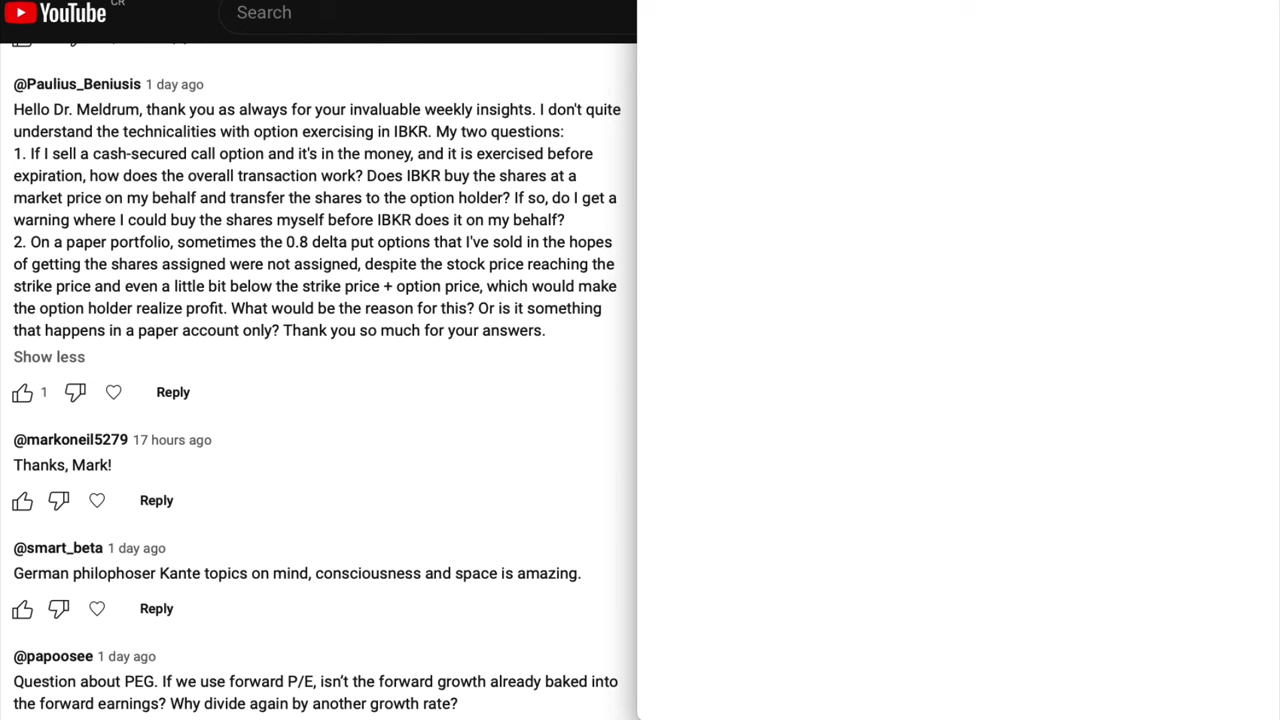 YouTube CR
Search
@Paulius_Beniusis 1 day ago
Hello Dr. Meldrum, thank you as always for your invaluable weekly insights. I don't quite
understand the technicalities with option exercising in IBKR. My two questions:
1. If I sell a cash-secured call option and it's in the money, and it is exercised before
expiration, how does the overall transaction work? Does IBKR buy the shares at a
market price on my behalf and transfer the shares to the option holder? If so, do I get a
warning where I could buy the shares myself before IBKR does it on my behalf?
2. On a paper portfolio, sometimes the 0.8 delta put options that I've sold in the hopes
of getting the shares assigned were not assigned, despite the stock price reaching the
strike price and even a little bit below the strike price + option price, which would make
the option holder realize profit. What would be the reason for this? Or is it something
that happens in a paper account only? Thank you so much for your answers.
Show less
1 Reply
@markoneil5279 17 hours ago
Thanks, Mark!
Reply
@smart_beta 1 day ago
German philophoser Kante topics on mind, consciousness and space is amazing.
Reply
@papoosee 1 day ago
Question about PEG. If we use forward P/E, isn't the forward growth already baked into
the forward earnings? Why divide again by another growth rate?